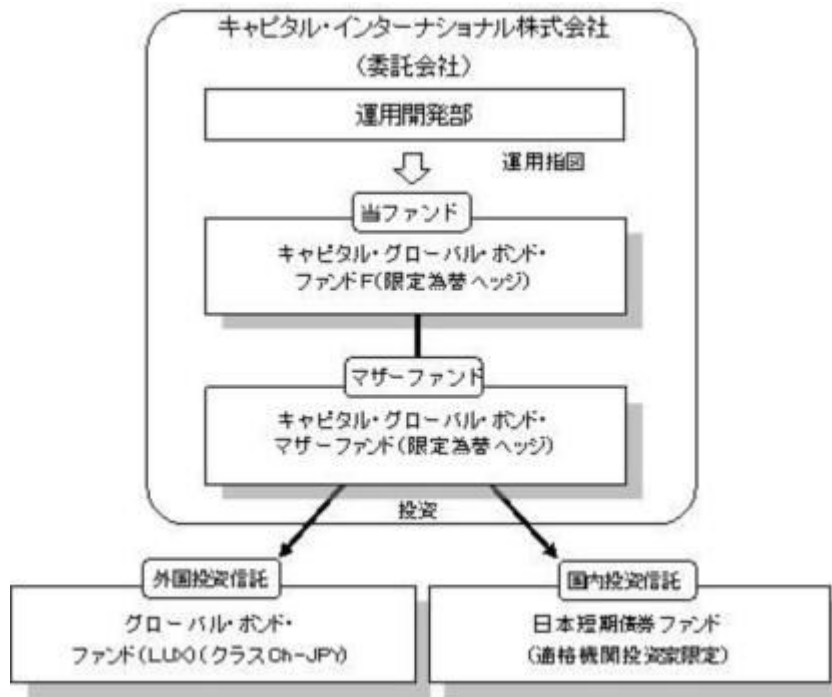 キャピタル・インターナショナル株式会社
（委託会社）
運用開発部
運用指図
当ファンド
キャピタル・グローバル・ボンド・
ファンドF(限定為替ヘッジ)
マザーファンド
キャピタル・グローバル・ボンド・
マザーファンド(限定為替ヘッジ)
投資
外国投資信託
グローバル・ボンド・
ファンド(LUX)(クラスCh-JPY)
国内投資信託
日本短期債券ファンド
(適格機関投資家限定)